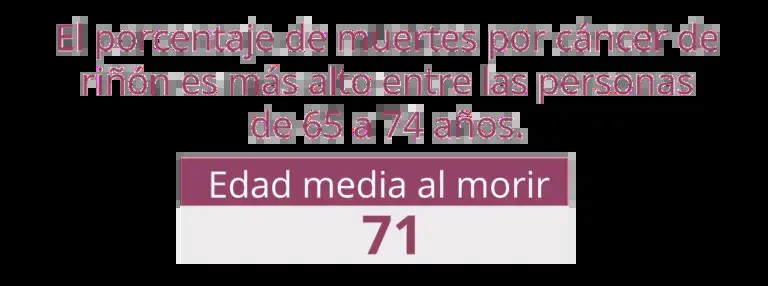 El porcentaje de muertes por cáncer de
riñón es más alto entre las personas
de 65 a 74 años.
Edad media al morir
71